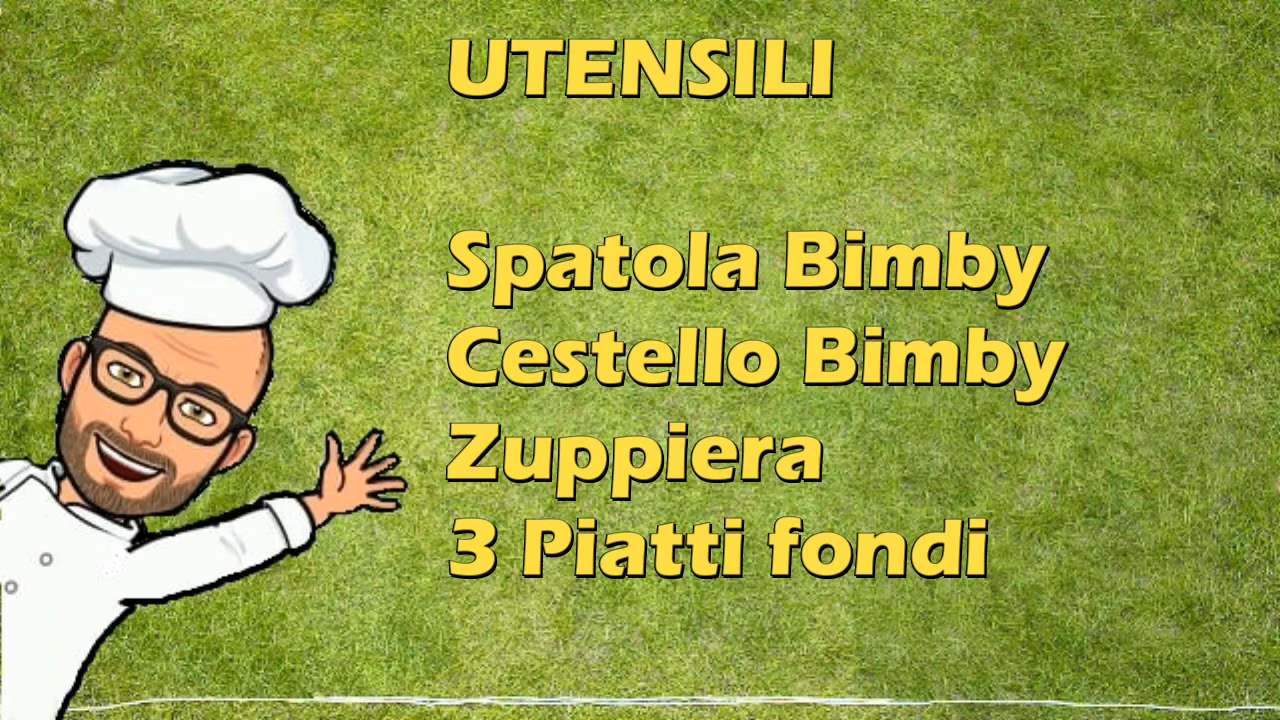 UTENSILI
Spatola Bimby
Cestello Bimby
Zuppiera
3 Piatti fondi